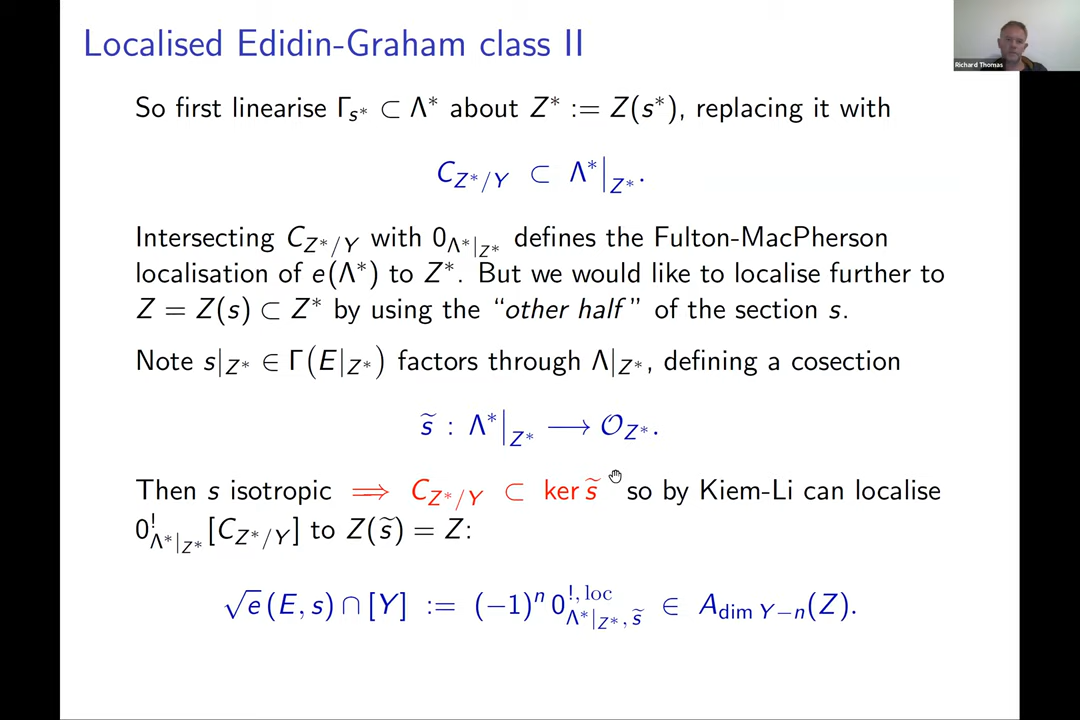 Localised Edidin-Graham class II
Richard Thomas
So first linearise Γ_{s*} ⊂ Λ* about Z* := Z(s*), replacing it with
C_{Z*/Y} ⊂ Λ*|_{Z*}.
Intersecting C_{Z*/Y} with 0_{Λ*|_{Z*}} defines the Fulton-MacPherson
localisation of e(Λ*) to Z*. But we would like to localise further to
Z = Z(s) ⊂ Z* by using the “other half” of the section s.
Note s|_{Z*} ∈ Γ(E|_{Z*}) factors through Λ|_{Z*}, defining a cosection
s̃ : Λ*|_{Z*} ⟶ O_{Z*}.
Then s isotropic ⟹ C_{Z*/Y} ⊂ ker s̃ so by Kiem-Li can localise
0^!_{Λ*|_{Z*}} [C_{Z*/Y}] to Z(s̃) = Z:
√e (E, s) ∩ [Y] := (−1)^n 0^{!,loc}_{Λ*|_{Z*}, s̃} ∈ A_{dim Y−n}(Z).